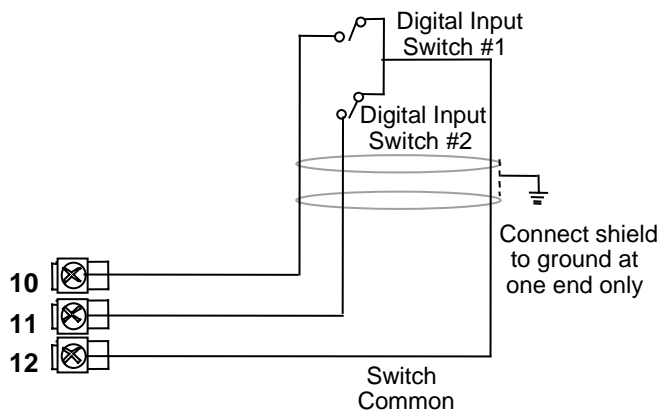 Digital Input
Switch #1
Digital Input
Switch #2
Connect shield
to ground at
one end only
10
11
12
Switch
Common